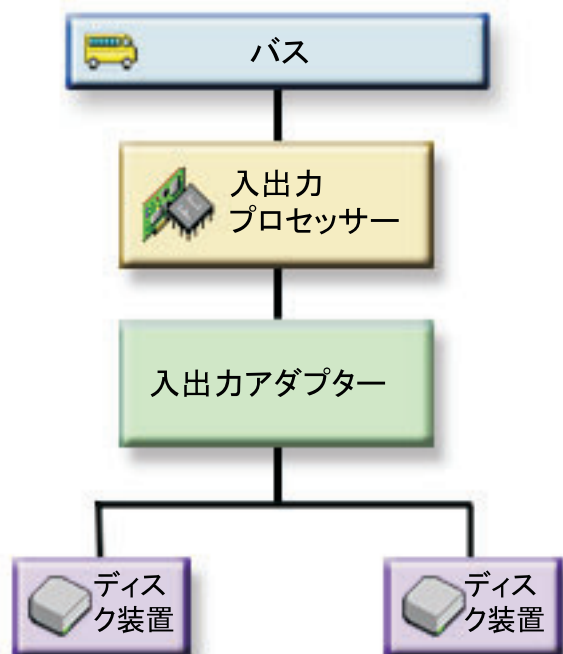 バス
入出力
プロセッサー
入出力アダプター
ディス
ク装置
ディス
ク装置